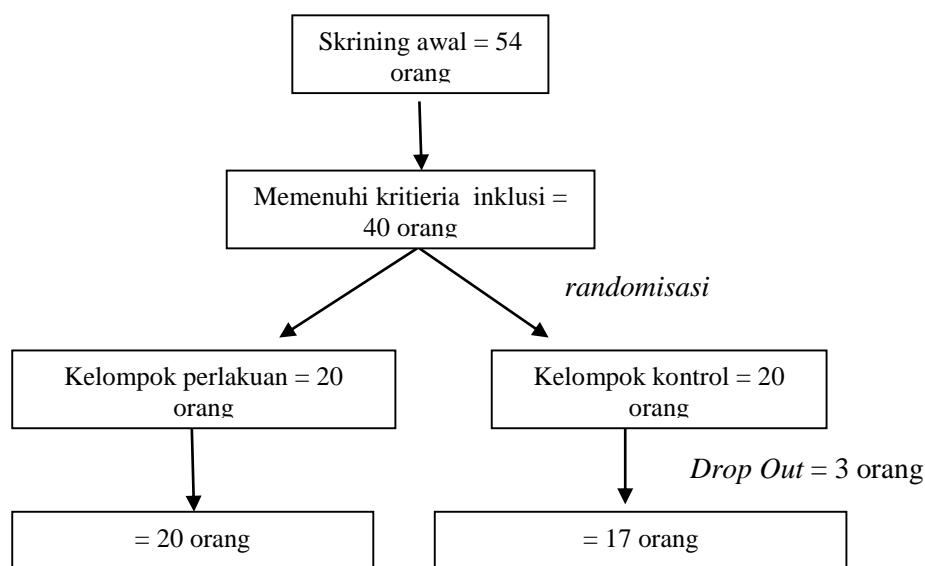 Skrining awal = 54
orang
Memenuhi kritieria inklusi =
40 orang
randomisasi
Kelompok perlakuan = 20
orang
Kelompok kontrol = 20
orang
Drop Out = 3 orang
= 20 orang
= 17 orang